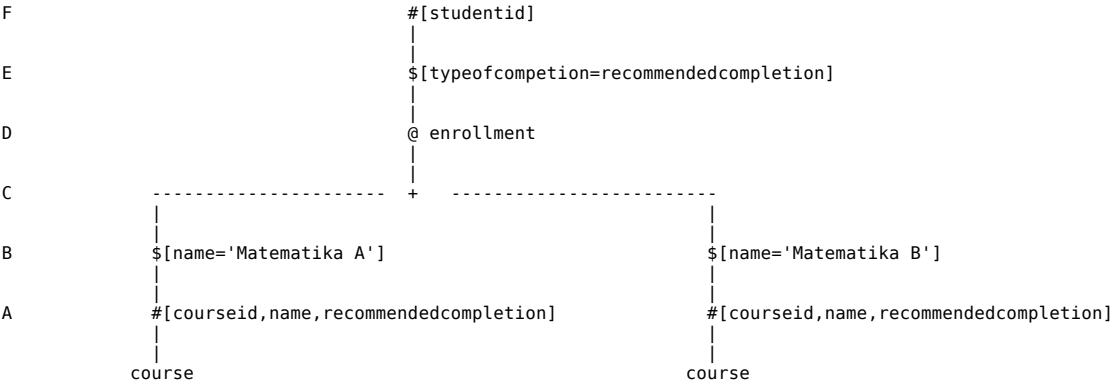 F #[studentid]
|
|
E $[typeofcompetion=recommendedcompletion]
|
|
D @ enrollment
|
|
C ---------------------- + -------------------------
| |
| |
B $[name='Matematika A'] $[name='Matematika B']
| |
| |
A #[courseid,name,recommendedcompletion] #[courseid,name,recommendedcompletion]
| |
| |
course course